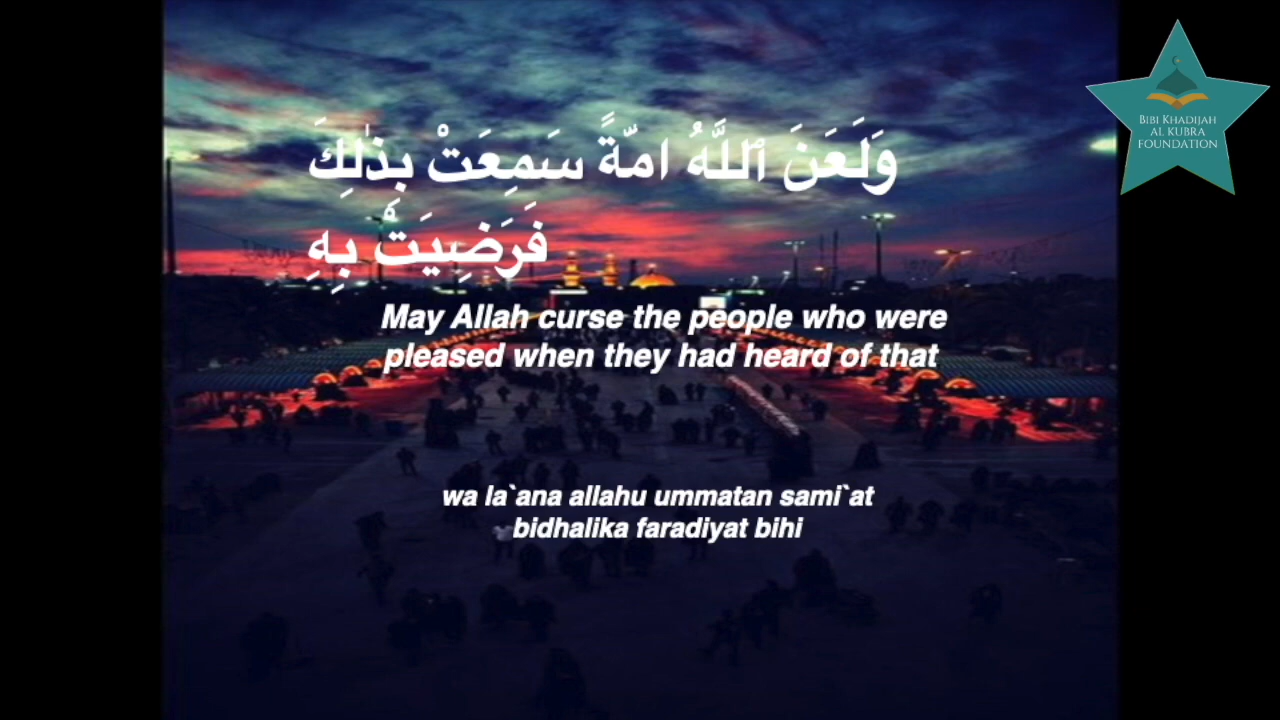 وَلَعَنَ ٱللَّهُ امّةً سَمِعَتْ بِذٰلِكَ
فَرَضِيَتْ بِهِ
May Allah curse the people who were
pleased when they had heard of that
wa la`ana allahu ummatan sami`at
bidhalika faradiyat bihi
BIBI KHADIJAH
AL KUBRA
FOUNDATION